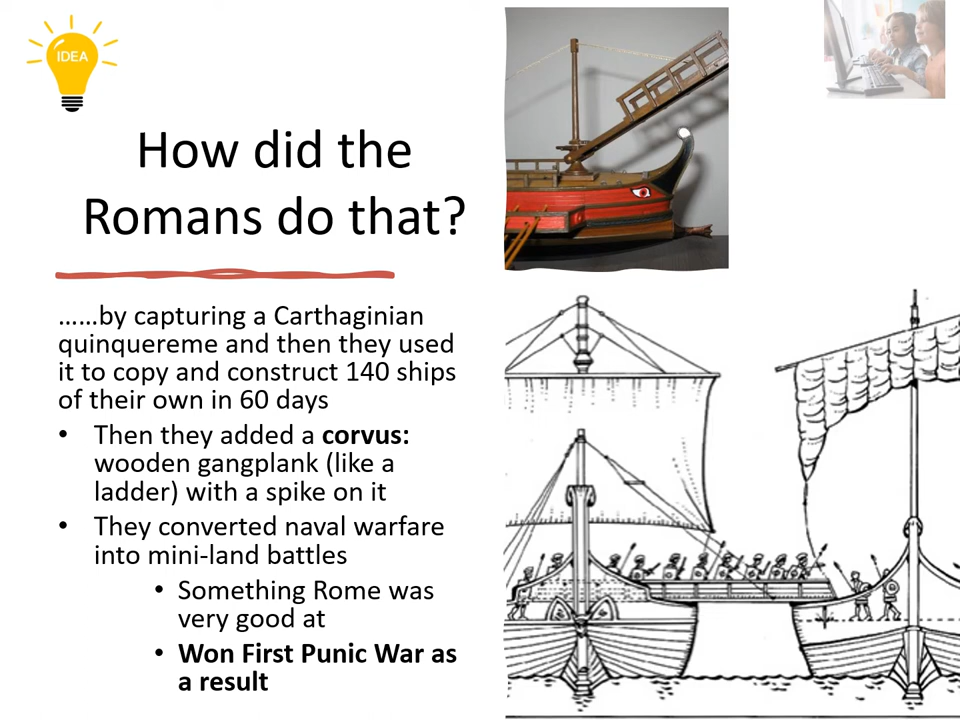 IDEA
How did the
Romans do that?
……by capturing a Carthaginian
quinquereme and then they used
it to copy and construct 140 ships
of their own in 60 days
• Then they added a corvus:
wooden gangplank (like a
ladder) with a spike on it
• They converted naval warfare
into mini-land battles
• Something Rome was
very good at
• Won First Punic War as
a result